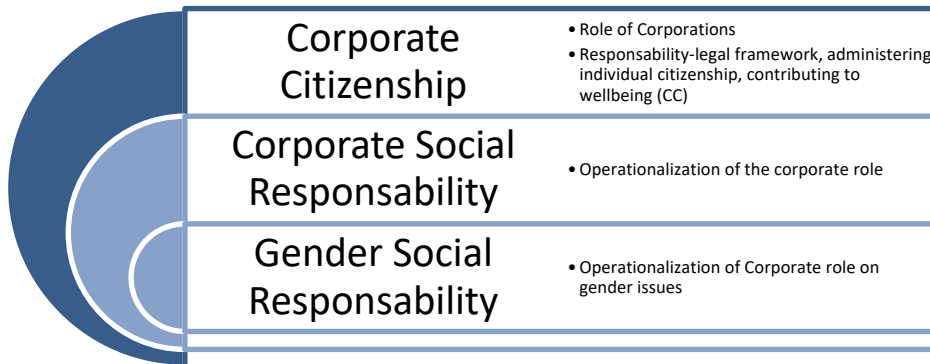 Corporate
Citizenship
• Role of Corporations
• Responsability-legal framework, administering
individual citizenship, contributing to
wellbeing (CC)
Corporate Social
Responsability
• Operationalization of the corporate role
Gender Social
Responsability
• Operationalization of Corporate role on
gender issues